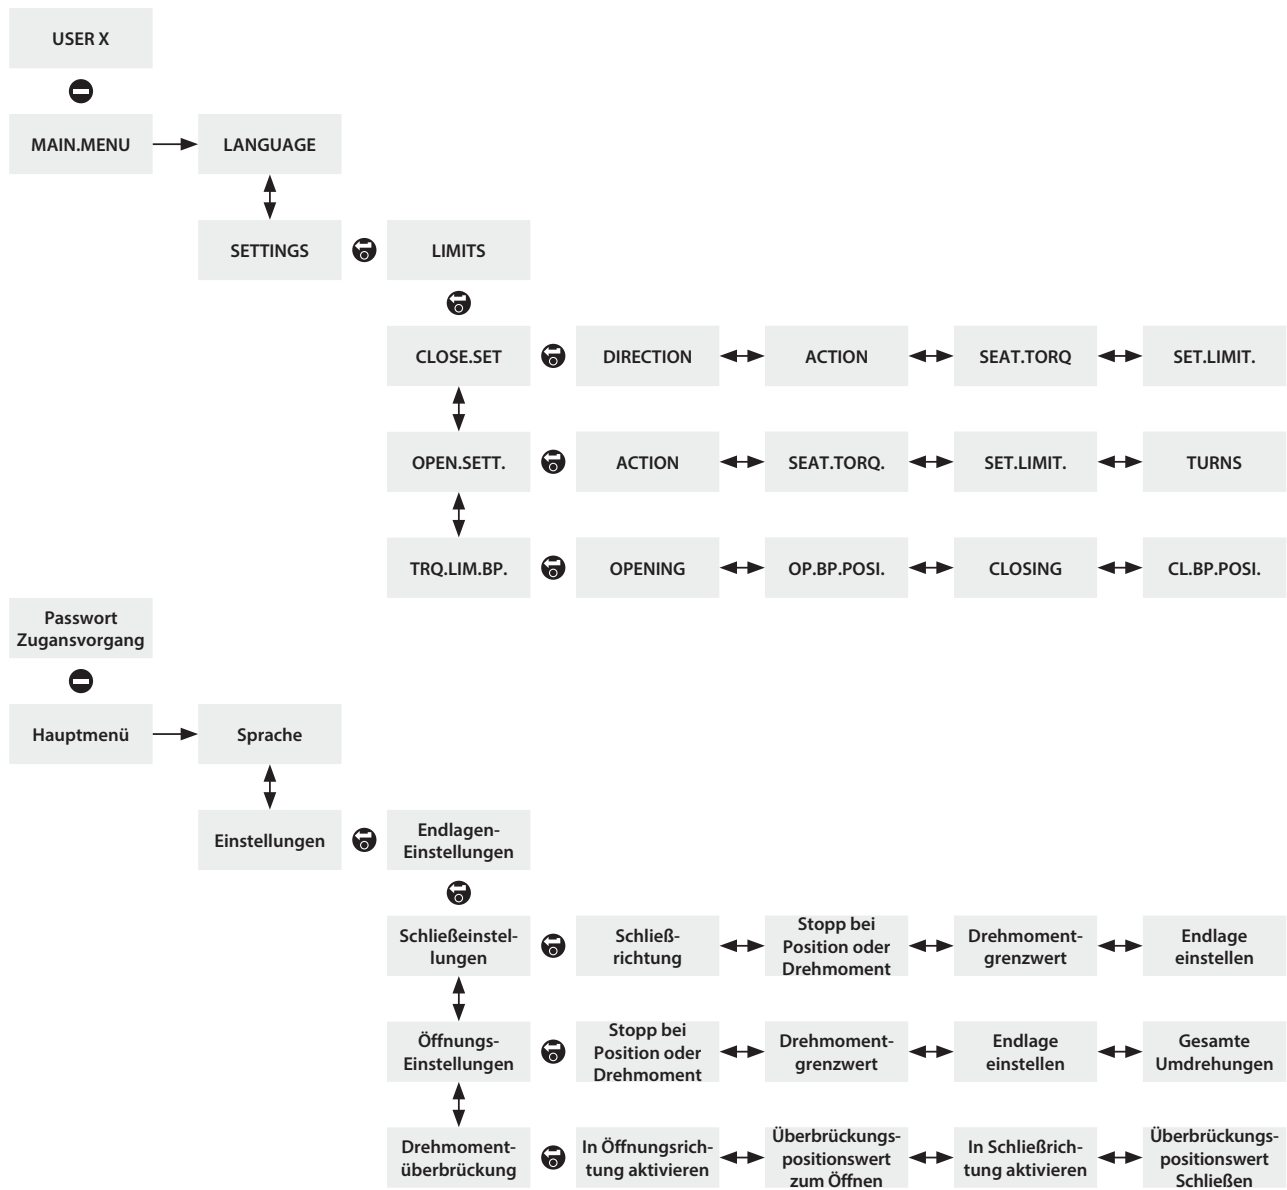 USER X
MAIN.MENU
LANGUAGE
SETTINGS
LIMITS
CLOSE.SET
DIRECTION
ACTION
SEAT.TORQ
SET.LIMIT.
OPEN.SETT.
ACTION
SEAT.TORQ.
SET.LIMIT.
TURNS
TRQ.LIM.BP.
OPENING
OP.BP.POSI.
CLOSING
CL.BP.POSI.
Passwort
Zugansvorgang
Hauptmenü
Sprache
Einstellungen
Endlagen-
Einstellungen
Schließeinstel-
lungen
Schließ-
richtung
Stopp bei
Position oder
Drehmoment
Drehmoment-
grenzwert
Endlage
einstellen
Öffnungs-
Einstellungen
Stopp bei
Position oder
Drehmoment
Drehmoment-
grenzwert
Endlage
einstellen
Gesamte
Umdrehungen
Drehmoment-
überbrückung
In Öffnungsrich-
tung aktivieren
Überbrückungs-
positionswert
zum Öffnen
In Schließrich-
tung aktivieren
Überbrückungs-
positionswert
Schließen